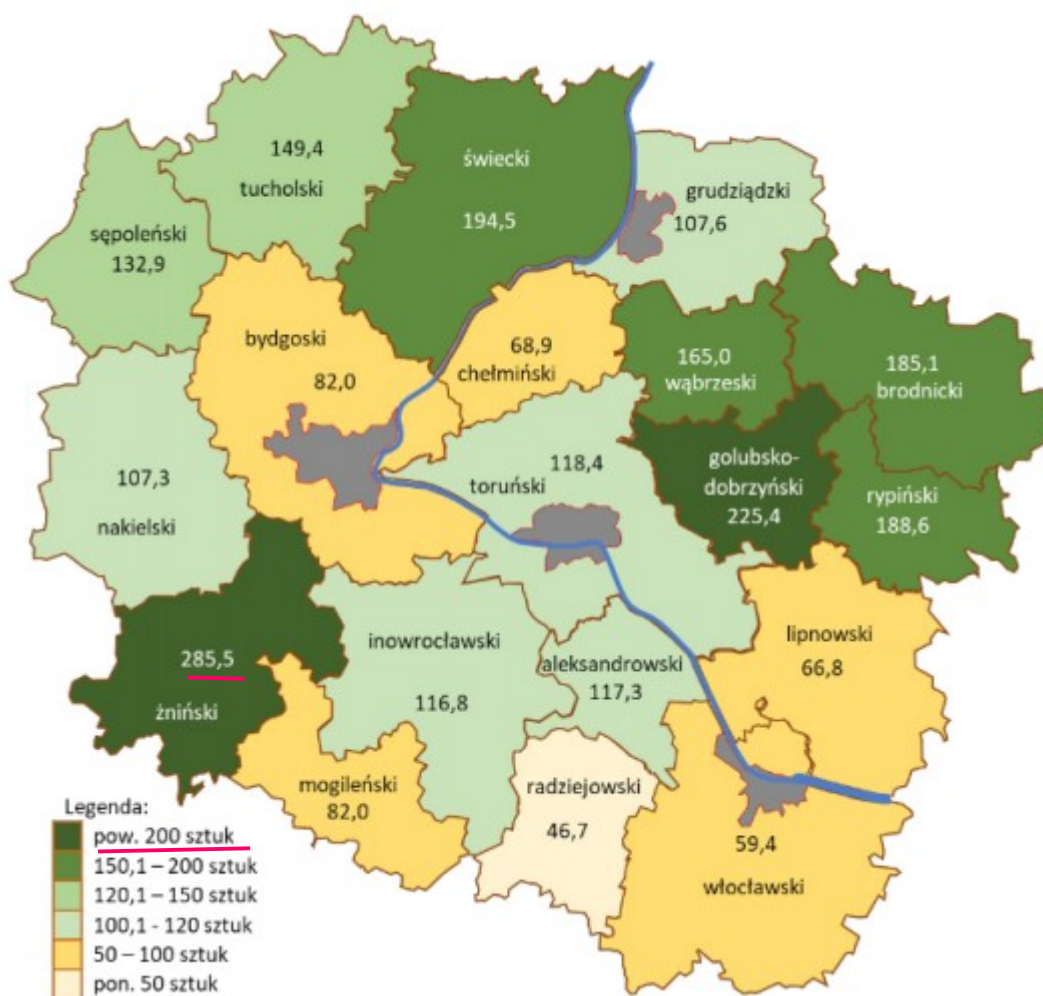 149,4
tucholski
świecki
194,5
grudziądzki
107,6
sępoleński
132,9
bydgoski
82,0
68,9
chełmiński
165,0
wąbrzeski
185,1
brodnicki
107,3
nakielski
118,4
toruński
golubsko-
dobrzyński
225,4
rypiński
188,6
285,5
żniński
inowrocławski
116,8
aleksandrowski
117,3
lipnowski
66,8
mogileński
82,0
radziejowski
46,7
59,4
włocławski
Legenda:
pow. 200 sztuk
150,1 – 200 sztuk
120,1 – 150 sztuk
100,1 - 120 sztuk
50 – 100 sztuk
pon. 50 sztuk